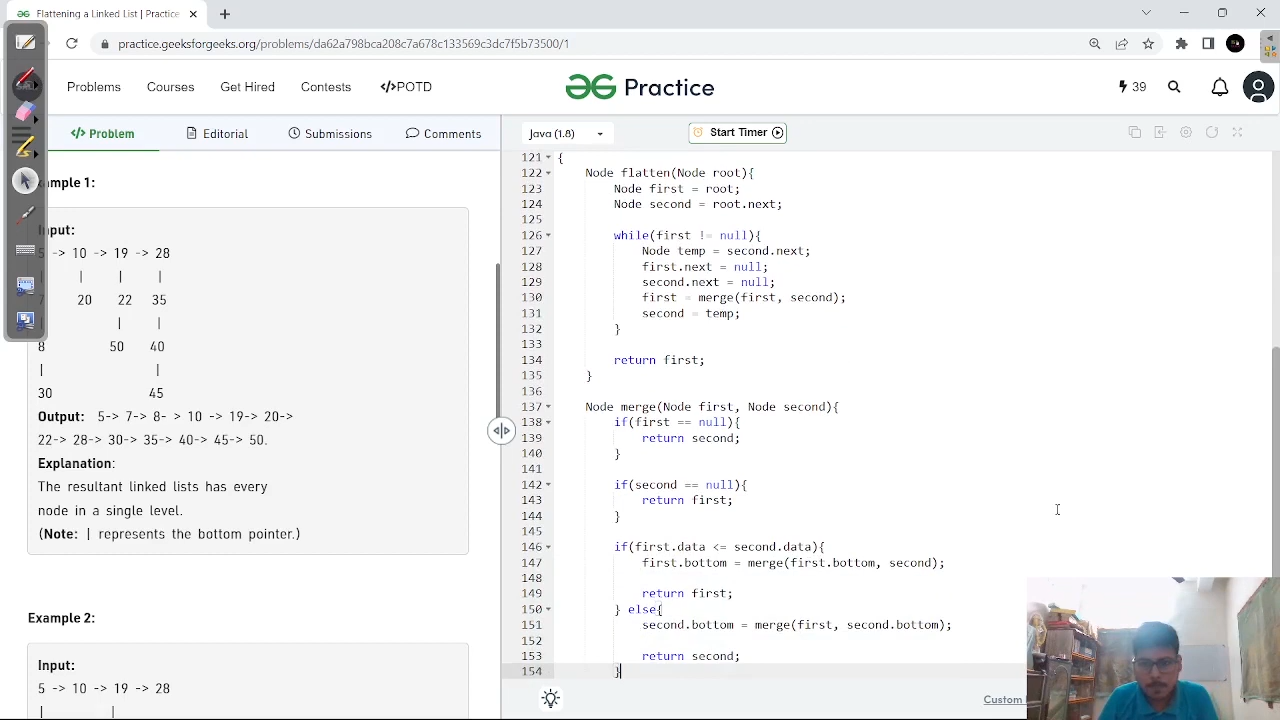 Flattening a Linked List | Practice
practice.geeksforgeeks.org/problems/da62a798bca208c7a678c133569c3dc7f5b73500/1
Problems Courses Get Hired Contests </>POTD
Practice
39
</> Problem Editorial Submissions Comments
Java (1.8) Start Timer
Example 1:
Input:
5 -> 10 -> 19 -> 28
| | |
20 22 35
| |
8 50 40
| |
30 45
Output: 5-> 7-> 8- > 10 -> 19-> 20->
22-> 28-> 30-> 35-> 40-> 45-> 50.
Explanation:
The resultant linked lists has every
node in a single level.
(Note: | represents the bottom pointer.)
Example 2:
Input:
5 -> 10 -> 19 -> 28
| |
121 {
122 Node flatten(Node root){
123 Node first = root;
124 Node second = root.next;
125
126 while(first != null){
127 Node temp = second.next;
128 first.next = null;
129 second.next = null;
130 first = merge(first, second);
131 second = temp;
132 }
133
134 return first;
135 }
136
137 Node merge(Node first, Node second){
138 if(first == null){
139 return second;
140 }
141
142 if(second == null){
143 return first;
144 }
145
146 if(first.data <= second.data){
147 first.bottom = merge(first.bottom, second);
148
149 return first;
150 } else{
151 second.bottom = merge(first, second.bottom);
152
153 return second;
154 }
Custom